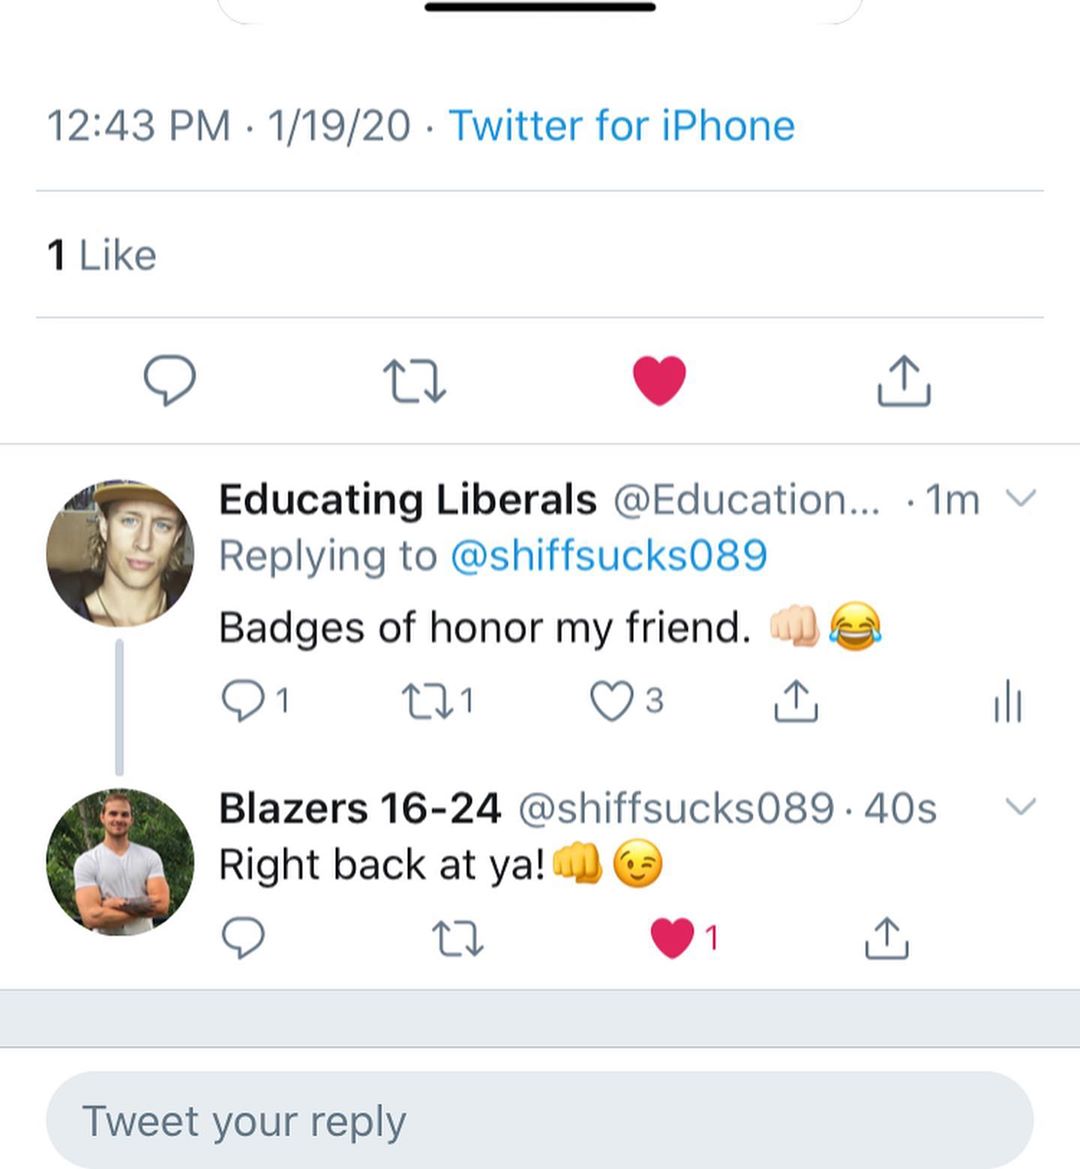 12:43 PM · 1/19/20 · Twitter for iPhone
1 Like
Educating Liberals @Education... · 1m
Replying to @shiffsucks089
Badges of honor my friend. 👊🏻😂
1 1 3
Blazers 16-24 @shiffsucks089 · 40s
Right back at ya!👊😉
1
Tweet your reply